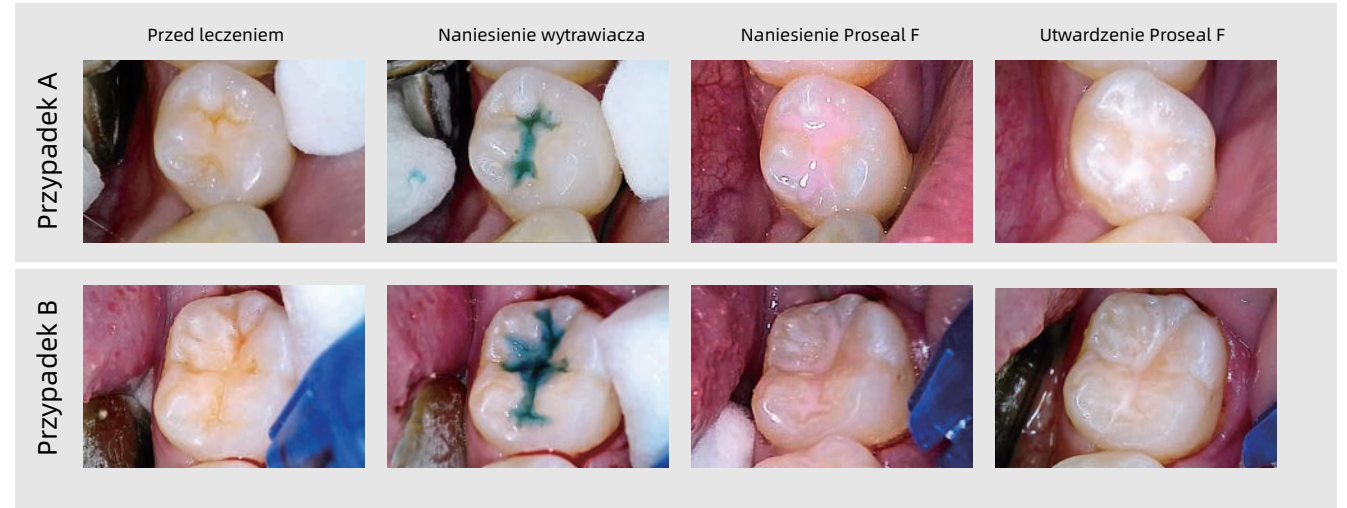 Przed leczeniem
Naniesienie wytrawiacza
Naniesienie Proseal F
Utwardzenie Proseal F
Przypadek A
Przypadek B